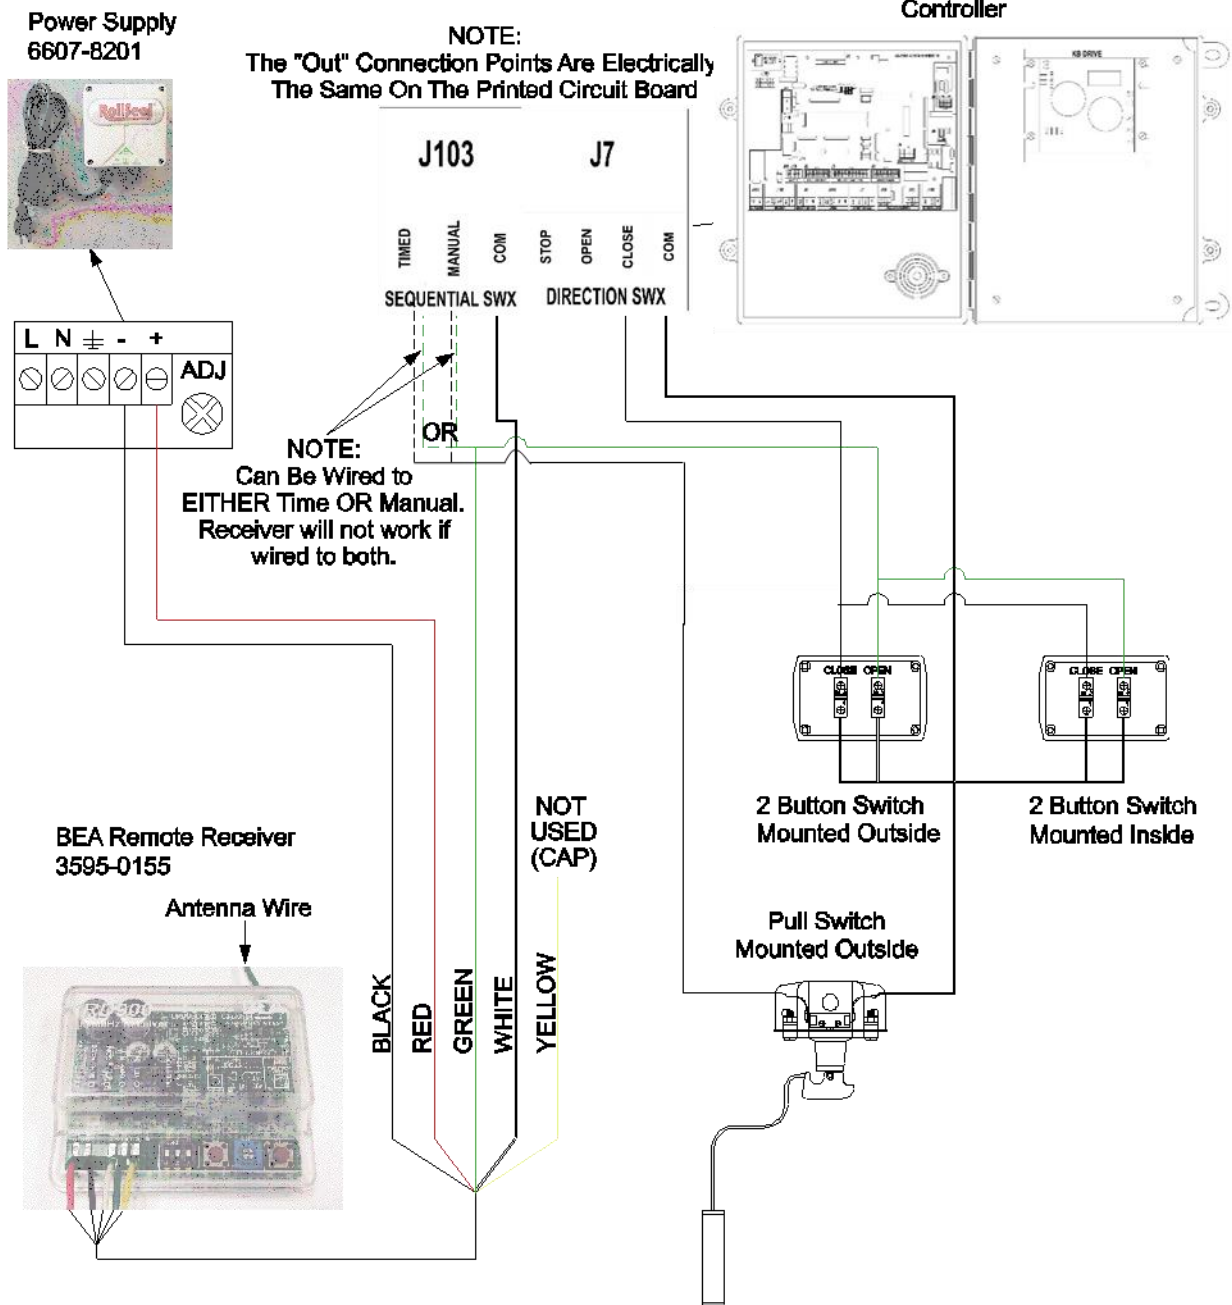 Controller
Power Supply
6607-8201
NOTE:
The "Out" Connection Points Are Electrically
The Same On The Printed Circuit Board
KB DRIVE
J103
J7
TIMED
MANUAL
COM
STOP
OPEN
CLOSE
COM
SEQUENTIAL SWX
DIRECTION SWX
L N - +
ADJ
OR
NOTE:
Can Be Wired to
EITHER Time OR Manual.
Receiver will not work if
wired to both.
CLOSE OPEN
CLOSE OPEN
2 Button Switch
Mounted Outside
2 Button Switch
Mounted Inside
NOT
USED
(CAP)
BEA Remote Receiver
3595-0155
Antenna Wire
Pull Switch
Mounted Outside
BLACK
RED
GREEN
WHITE
YELLOW